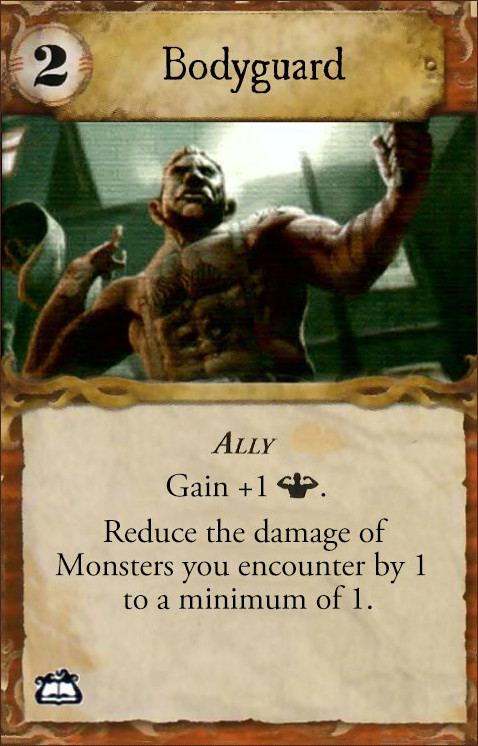 2
Bodyguard
ALLY
Gain +1 .
Reduce the damage of
Monsters you encounter by 1
to a minimum of 1.